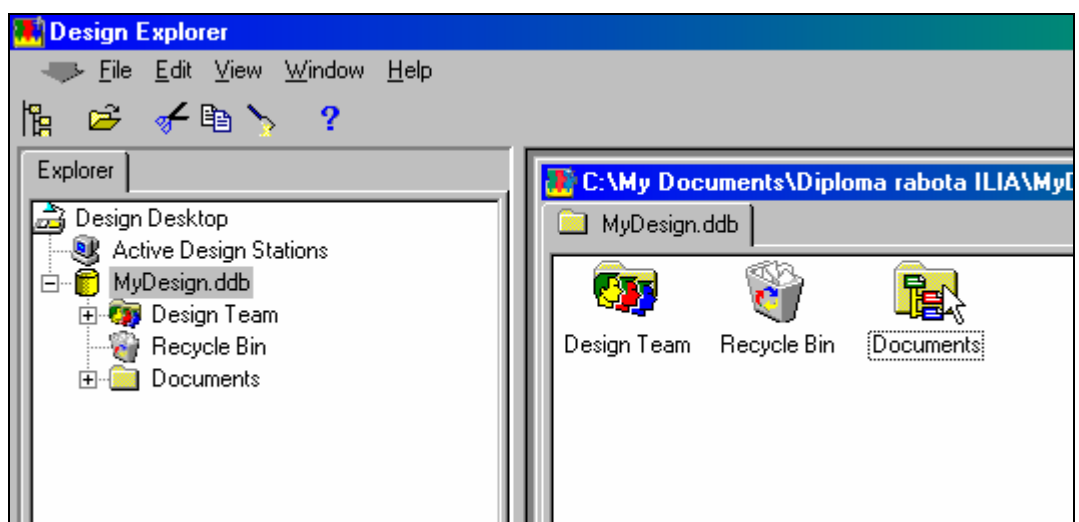 Design Explorer
File Edit View Window Help
?
Explorer
Design Desktop
Active Design Stations
MyDesign.ddb
Design Team
Recycle Bin
Documents
C:\My Documents\Diploma rabota ILIA\MyD
MyDesign.ddb
Design Team Recycle Bin Documents